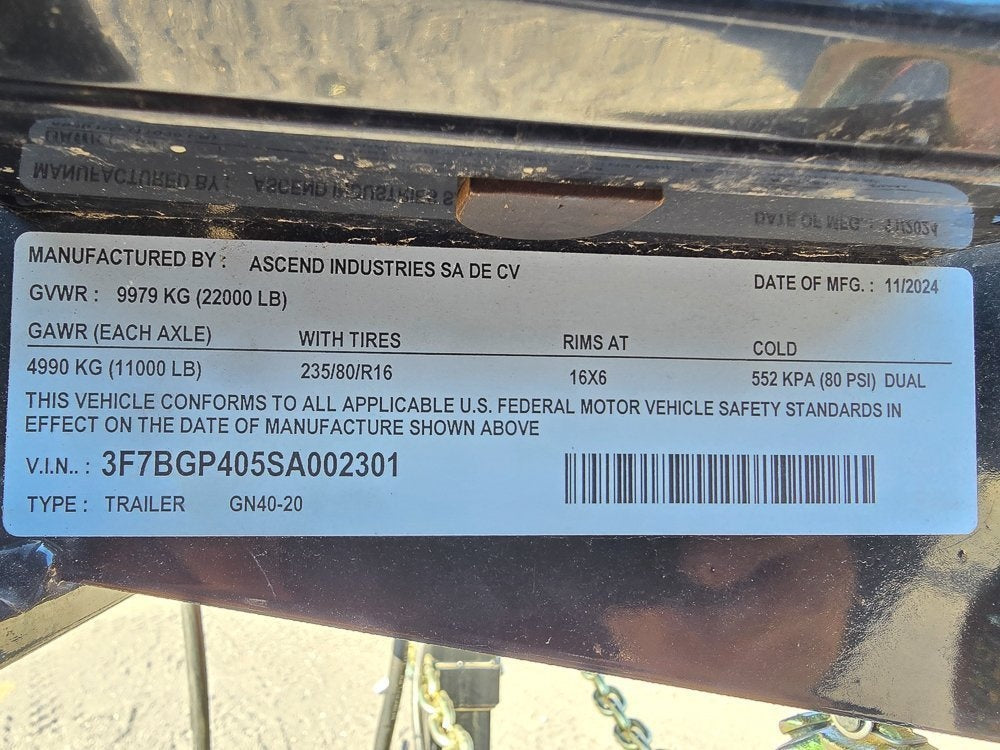 MANUFACTURED BY : ASCEND INDUSTRIES SA DE CV DATE OF MFG. : 11/2024
GVWR : 9979 KG (22000 LB)
GAWR (EACH AXLE) WITH TIRES RIMS AT COLD
4990 KG (11000 LB) 235/80/R16 16X6 552 KPA (80 PSI) DUAL
THIS VEHICLE CONFORMS TO ALL APPLICABLE U.S. FEDERAL MOTOR VEHICLE SAFETY STANDARDS IN
EFFECT ON THE DATE OF MANUFACTURE SHOWN ABOVE
V.I.N.. : 3F7BGP405SA002301
TYPE : TRAILER GN40-20